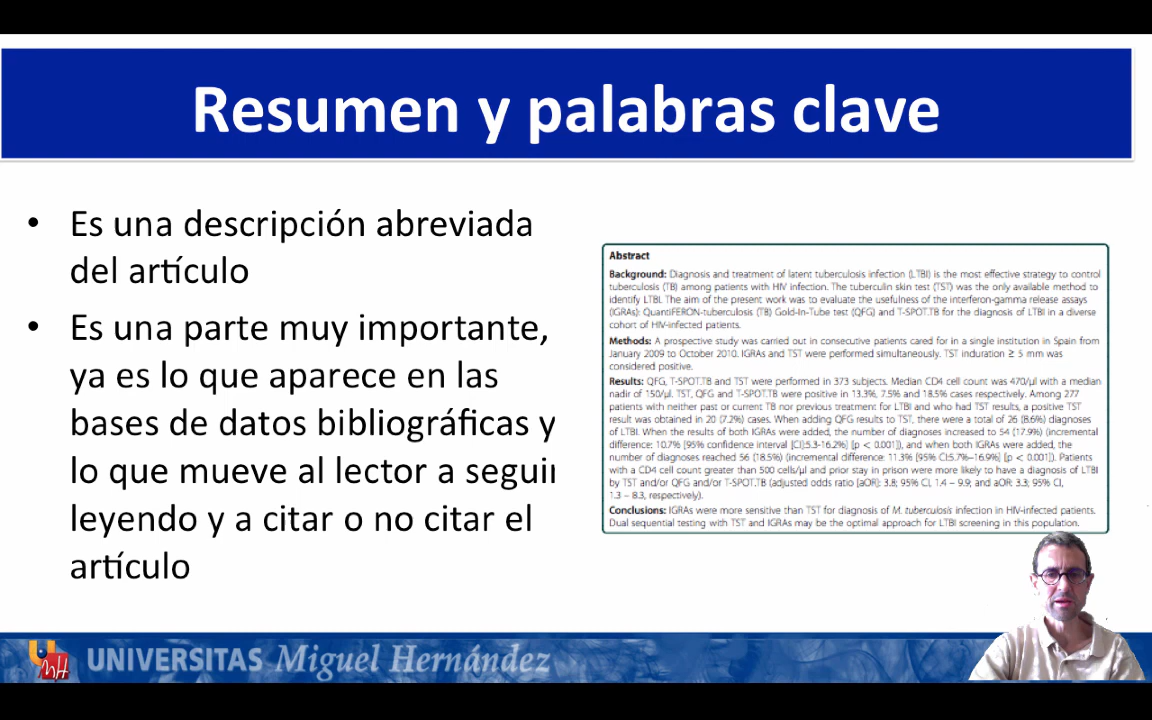 Resumen y palabras clave
• Es una descripción abreviada
del artículo
• Es una parte muy importante,
ya es lo que aparece en las
bases de datos bibliográficas y
lo que mueve al lector a seguir
leyendo y a citar o no citar el
artículo
Abstract
Background: Diagnosis and treatment of latent tuberculosis infection (LTBI) is the most effective strategy to control
tuberculosis (TB) among patients with HIV infection. The tuberculin skin test (TST) was the only available method to
identify LTBI. The aim of the present work was to evaluate the usefulness of the interferon-gamma release assays
(IGRAs): QuantiFERON-tuberculosis (TB) Gold-In-Tube test (QFG) and T-SPOT.TB for the diagnosis of LTBI in a diverse
cohort of HIV-infected patients.
Methods: A prospective study was carried out in consecutive patients cared for in a single institution in Spain from
January 2009 to October 2010. IGRAs and TST were performed simultaneously. TST induration ≥ 5 mm was
considered positive.
Results: QFG, T-SPOT.TB and TST were performed in 373 subjects. Median CD4 cell count was 470/μl with a median
nadir of 150/μl. TST, QFG and T-SPOT.TB were positive in 13.3%, 7.5% and 18.5% cases respectively. Among 277
patients with neither past or current TB nor previous treatment for LTBI and who had TST results, a positive TST
result was obtained in 20 (7.2%) cases. When adding QFG results to TST, there were a total of 26 (8.6%) diagnoses
of LTBI. When the results of both IGRAs were added, the number of diagnoses increased to 54 (17.9%) (incremental
difference: 10.7% [95% confidence interval [CI]:5.3-16.2%] [p < 0.001]), and when both IGRAs were added, the
number of diagnoses reached 56 (18.5%) (incremental difference: 11.3% [95% CI:5.7%–16.9%] [p < 0.001]). Patients
with a CD4 cell count greater than 500 cells/μl and prior stay in prison were more likely to have a diagnosis of LTBI
by TST and/or QFG and/or T-SPOT.TB (adjusted odds ratio [aOR]: 3.8; 95% CI, 1.4 – 9.9; and aOR: 3.3; 95% CI,
1.3 – 8.3, respectively).
Conclusions: IGRAs were more sensitive than TST for diagnosis of M. tuberculosis infection in HIV-infected patients.
Dual sequential testing with TST and IGRAs may be the optimal approach for LTBI screening in this population.
UNIVERSITAS Miguel Hernández